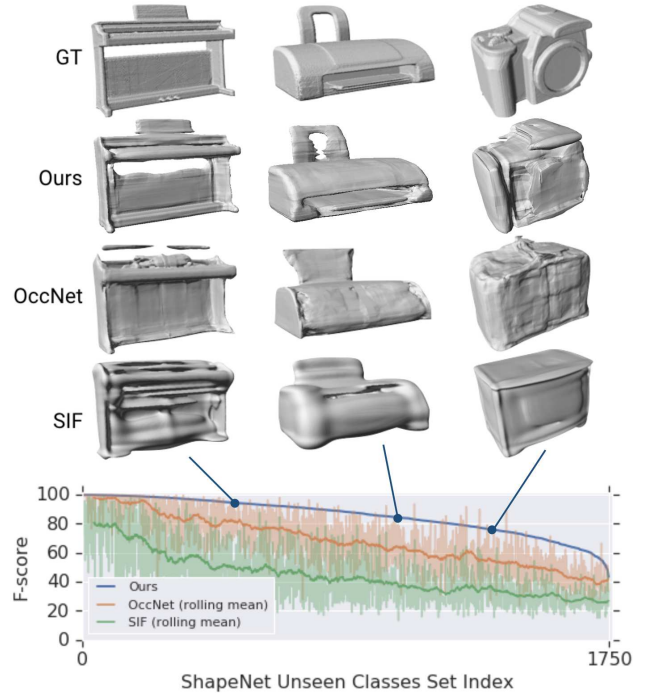 GT
Ours
OccNet
SIF
100
80
60
40
20
0
F-score
Ours
OccNet (rolling mean)
SIF (rolling mean)
0
1750
ShapeNet Unseen Classes Set Index